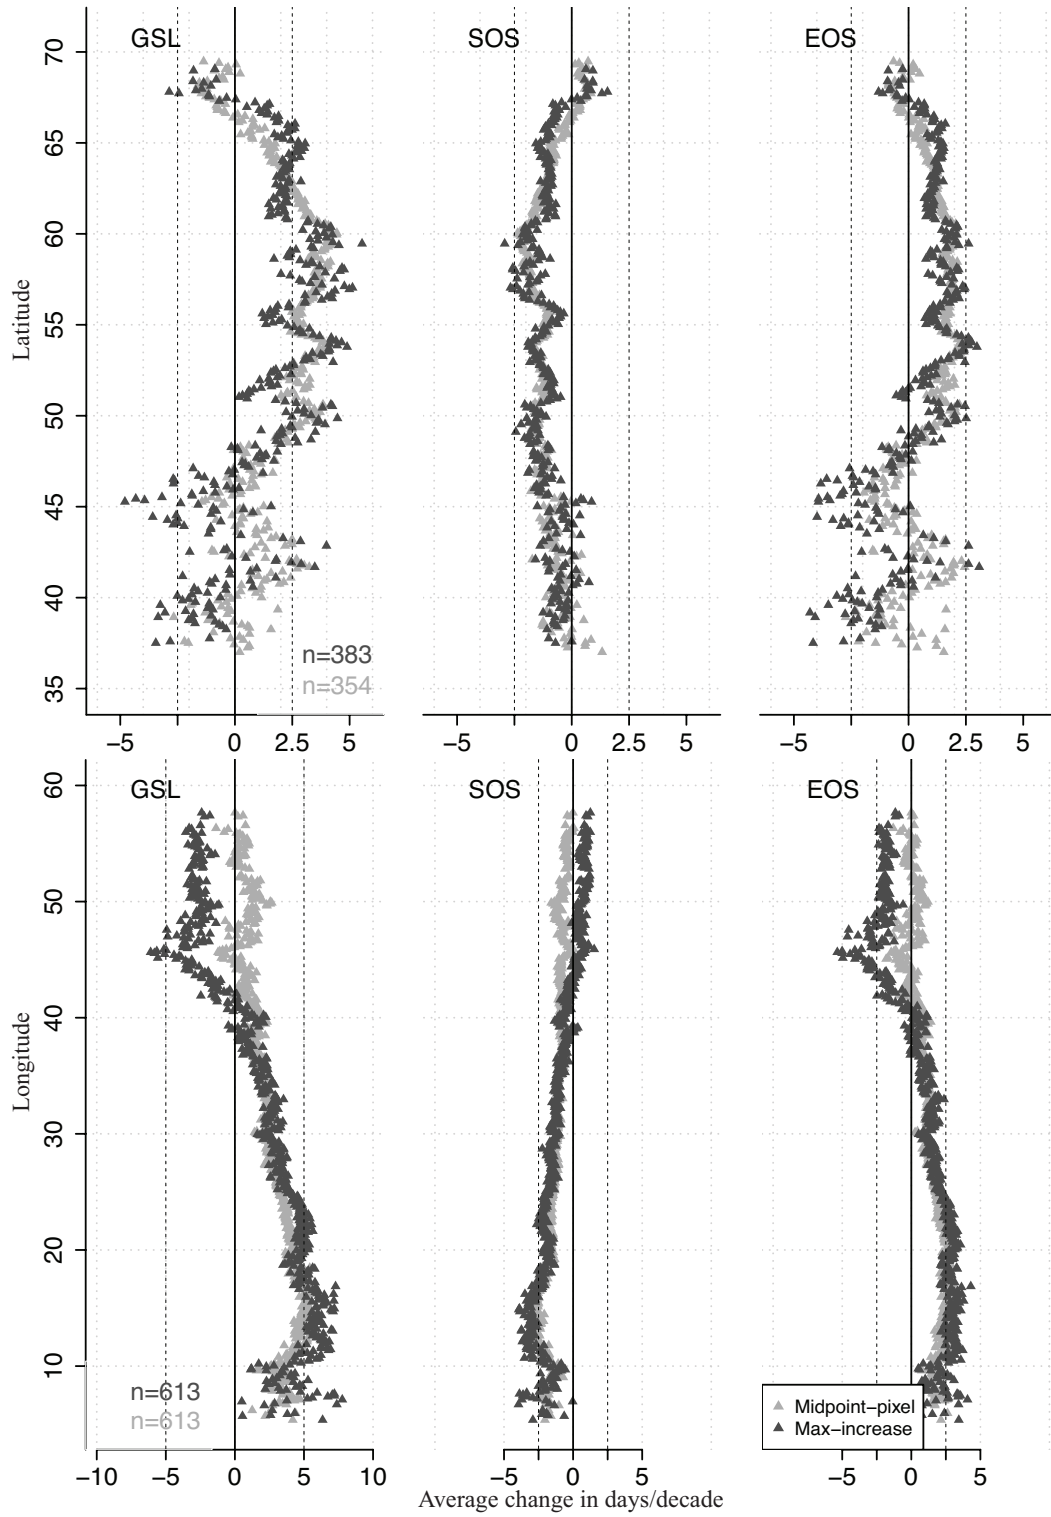 GSL SOS EOS
70
65
60
55
50
45
40
35
Latitude
n=383
n=354
−5 0 2.5 5 −5 0 2.5 5 −5 0 2.5 5
GSL SOS EOS
60
50
40
30
20
10
Longitude
n=613
n=613
Midpoint−pixel
Max−increase
−10 −5 0 5 10 −5 0 5 −5 0 5
Average change in days/decade